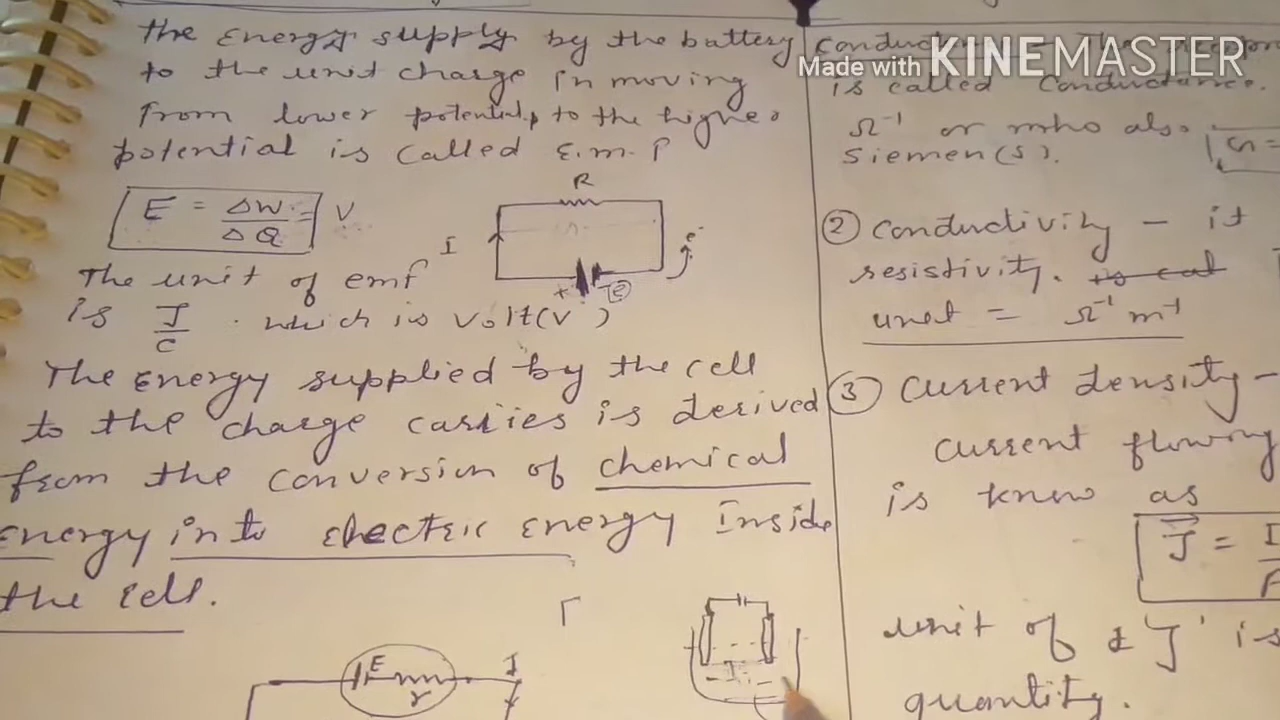 the Energy supply by the battery
to the unit charge in moving
from lower potential, to the higher
potential is called E.m.f
E = ΔW/ΔQ = V
R
I
e-
+
e
The unit of emf
is J/C . which is volt(V)
The Energy supplied by the cell
to the charge carries is derived
from the conversion of chemical
energy into electric energy Inside
the cell.
E
r
I
Made with KINEMASTER
is called Conductance.
Ω-1 or mho also
Siemen(S).
② Conductivity - it
resistivity.
unit = Ω-1 m-1
③ Current density -
current flowing
is know as
J = I
unit of J is
quantity.